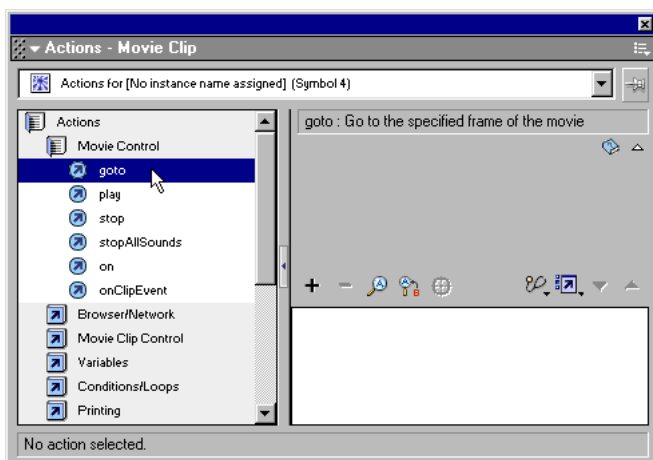 Actions - Movie Clip
Actions for [No instance name assigned] (Symbol 4)
Actions
Movie Control
goto
play
stop
stopAllSounds
on
onClipEvent
Browser/Network
Movie Clip Control
Variables
Conditions/Loops
Printing
goto : Go to the specified frame of the movie
No action selected.